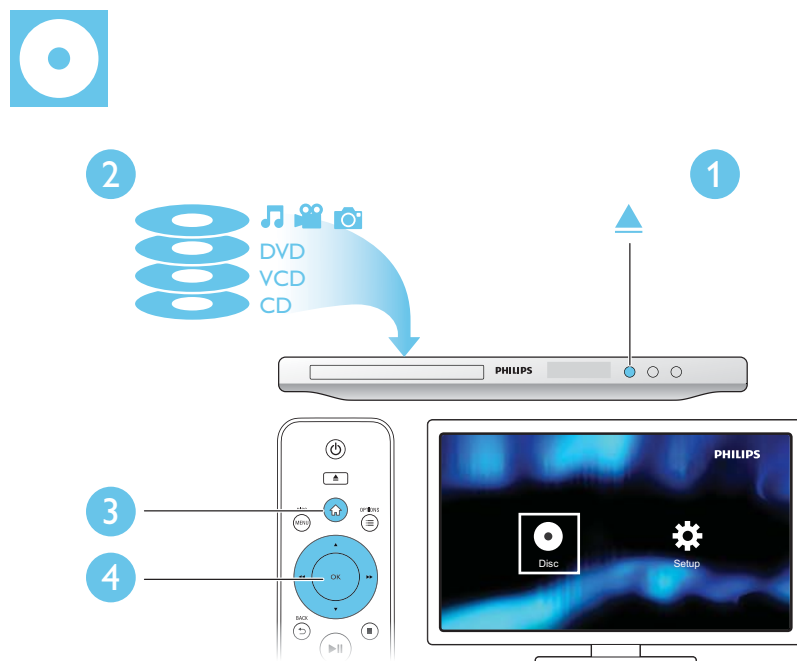 2
1
DVD
VCD
CD
PHILIPS
PHILIPS
3
MENU
OPTIONS
4
OK
Disc
Setup
BACK